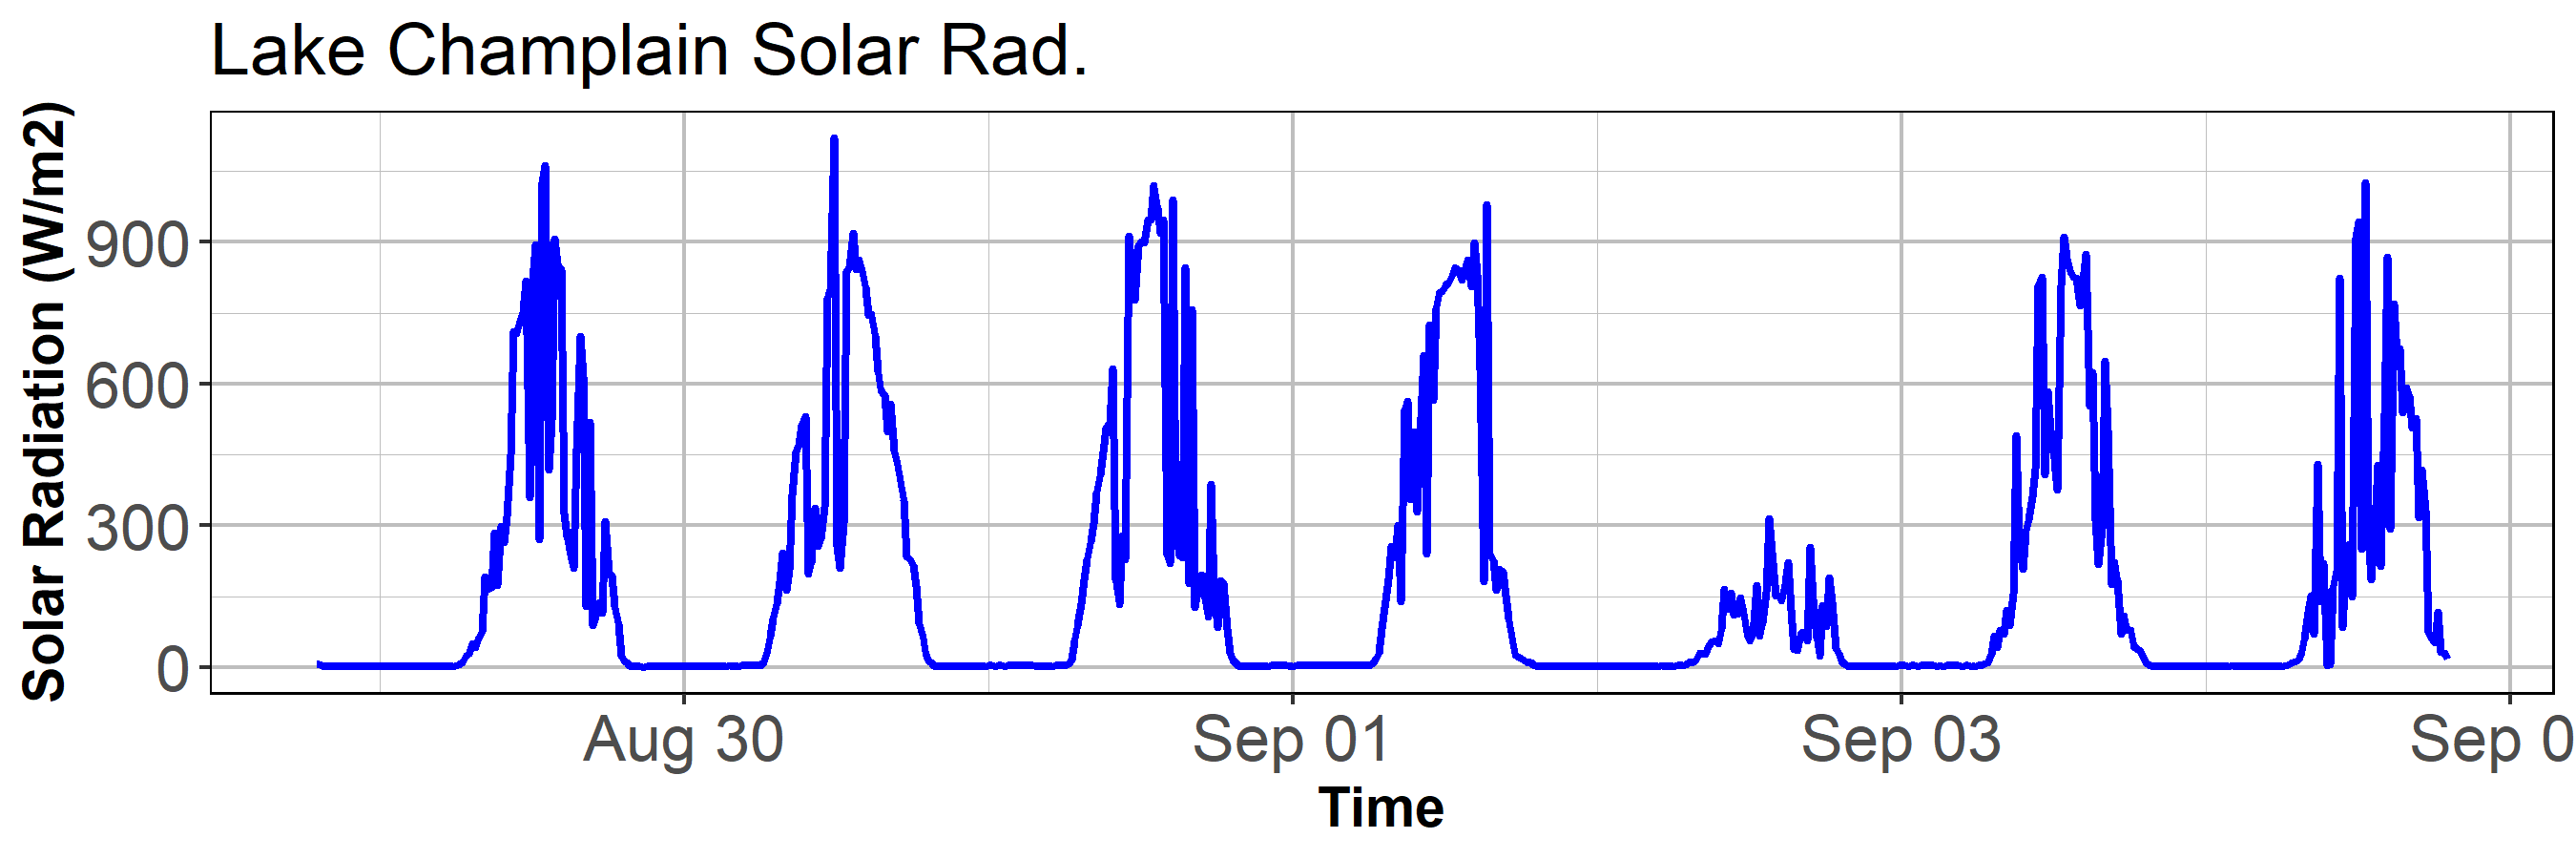 Lake Champlain Solar Rad.
Solar Radiation (W/m2)
900
600
300
0
Aug 30 Sep 01 Sep 03 Sep 0
Time